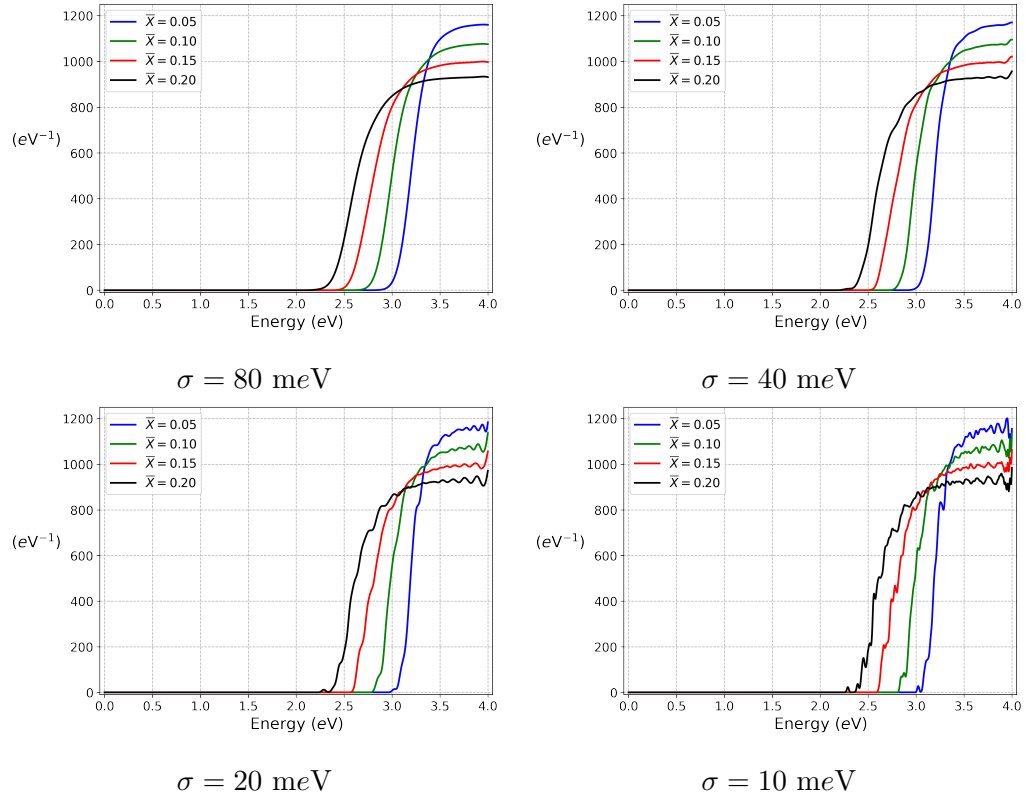 1200
1000
800
600
400
200
0
(eV⁻¹)
X̅ = 0.05
X̅ = 0.10
X̅ = 0.15
X̅ = 0.20
0.0 0.5 1.0 1.5 2.0 2.5 3.0 3.5 4.0
Energy (eV)
σ = 80 meV
1200
1000
800
600
400
200
0
(eV⁻¹)
X̅ = 0.05
X̅ = 0.10
X̅ = 0.15
X̅ = 0.20
0.0 0.5 1.0 1.5 2.0 2.5 3.0 3.5 4.0
Energy (eV)
σ = 40 meV
1200
1000
800
600
400
200
0
(eV⁻¹)
X̅ = 0.05
X̅ = 0.10
X̅ = 0.15
X̅ = 0.20
0.0 0.5 1.0 1.5 2.0 2.5 3.0 3.5 4.0
Energy (eV)
σ = 20 meV
1200
1000
800
600
400
200
0
(eV⁻¹)
X̅ = 0.05
X̅ = 0.10
X̅ = 0.15
X̅ = 0.20
0.0 0.5 1.0 1.5 2.0 2.5 3.0 3.5 4.0
Energy (eV)
σ = 10 meV